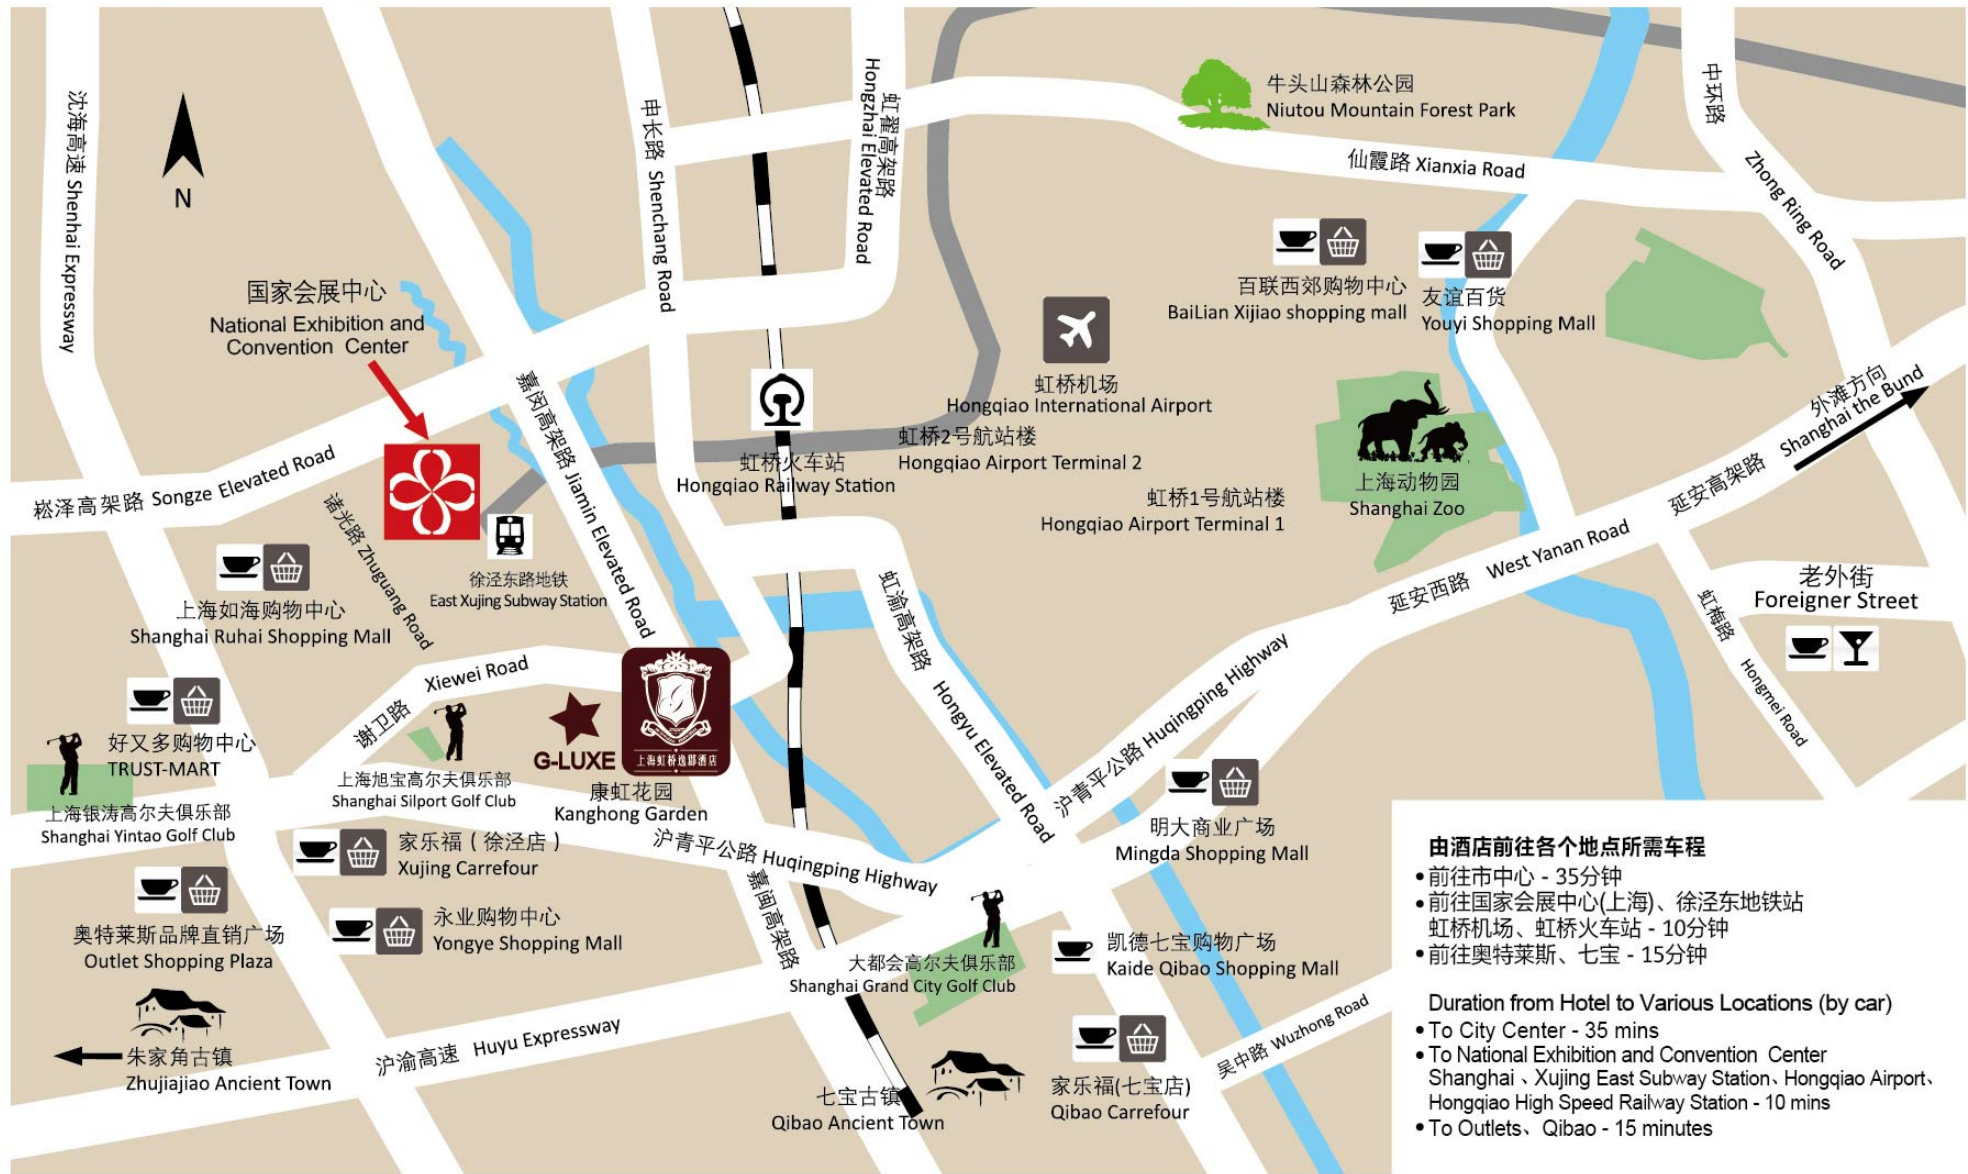 沈海高速 Shenhai Expressway
N
申长路 Shenchang Road
虹翟高架路
Hongzhai Elevated Road
牛头山森林公园
Niutou Mountain Forest Park
仙霞路 Xianxia Road
中环路
Zhong Ring Road
国家会展中心
National Exhibition and
Convention Center
百联西郊购物中心
BaiLian Xijiao shopping mall
友谊百货
Youyi Shopping Mall
虹桥机场
Hongqiao International Airport
虹桥2号航站楼
Hongqiao Airport Terminal 2
虹桥火车站
Hongqiao Railway Station
虹桥1号航站楼
Hongqiao Airport Terminal 1
上海动物园
Shanghai Zoo
外滩方向
Shanghai the Bund
延安高架路
延安西路 West Yanan Road
崧泽高架路 Songze Elevated Road
诸光路 Zhuguang Road
嘉闵高架路 Jiamin Elevated Road
徐泾东路地铁
East Xujing Subway Station
上海如海购物中心
Shanghai Ruhai Shopping Mall
虹渝高架路 Hongyu Elevated Road
老外街
Foreigner Street
虹梅路 Hongmei Road
谢卫路 Xiewei Road
好又多购物中心
TRUST-MART
上海银涛高尔夫俱乐部
Shanghai Yintao Golf Club
上海旭宝高尔夫俱乐部
Shanghai Silport Golf Club
G-LUXE
上海虹桥逸郡酒店
康虹花园
Kanghong Garden
沪青平公路 Huqingping Highway
沪青平公路 Huqingping Highway
明大商业广场
Mingda Shopping Mall
家乐福（徐泾店）
Xujing Carrefour
永业购物中心
Yongye Shopping Mall
嘉闽高架路
奥特莱斯品牌直销广场
Outlet Shopping Plaza
大都会高尔夫俱乐部
Shanghai Grand City Golf Club
凯德七宝购物广场
Kaide Qibao Shopping Mall
朱家角古镇
Zhujiajiao Ancient Town
沪渝高速 Huyu Expressway
七宝古镇
Qibao Ancient Town
家乐福(七宝店)
Qibao Carrefour
吴中路 Wuzhong Road
由酒店前往各个地点所需车程
•前往市中心 - 35分钟
•前往国家会展中心(上海)、徐泾东地铁站
虹桥机场、虹桥火车站 - 10分钟
•前往奥特莱斯、七宝 - 15分钟
Duration from Hotel to Various Locations (by car)
•To City Center - 35 mins
•To National Exhibition and Convention Center
Shanghai、Xujing East Subway Station、Hongqiao Airport、
Hongqiao High Speed Railway Station - 10 mins
•To Outlets、Qibao - 15 minutes